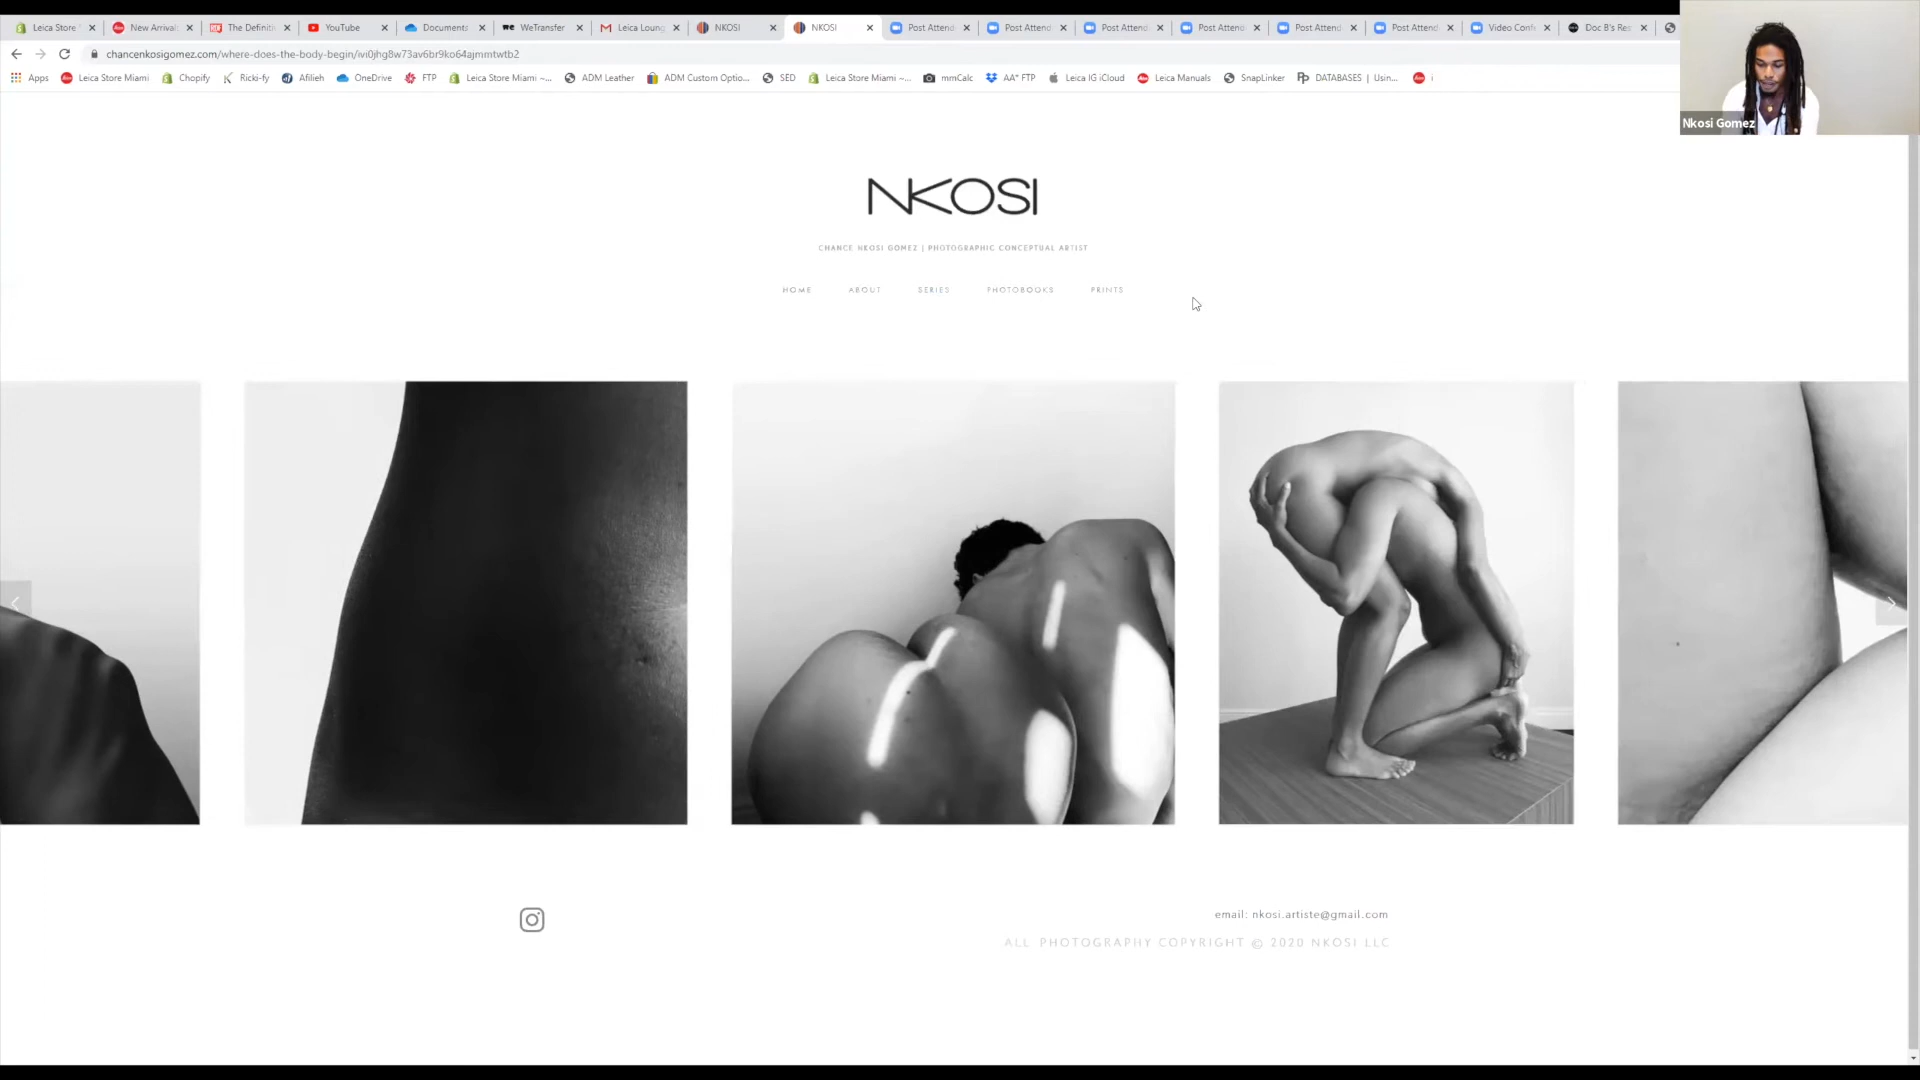 Leica Store
New Arrival
The Definiti
YouTube
Documents
WeTransfer
Leica Loung
NKOSI
NKOSI
Post Attend
Post Attend
Post Attend
Post Attend
Post Attend
Post Attend
Video Conf
Doc B's Res
chancenkosigomez.com/where-does-the-body-begin/ivi0jhg8w73av6br9ko64ajmmtwtb2
Apps
Leica Store Miami
Chopify
Ricki-fy
Afilieh
OneDrive
FTP
Leica Store Miami ~...
ADM Leather
ADM Custom Optio...
SED
Leica Store Miami ~...
mmCalc
AA* FTP
Leica IG iCloud
Leica Manuals
SnapLinker
DATABASES | Usin...
i
Nkosi Gomez
NKOSI
CHANCE NKOSI GOMEZ | PHOTOGRAPHIC CONCEPTUAL ARTIST
HOME
ABOUT
SERIES
PHOTOBOOKS
PRINTS
email: nkosi.artiste@gmail.com
ALL PHOTOGRAPHY COPYRIGHT © 2020 NKOSI LLC